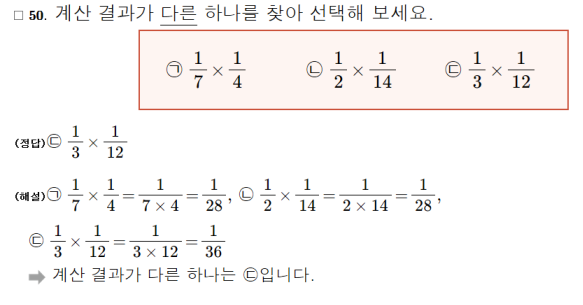 □ 50. 계산 결과가 다른 하나를 찾아 선택해 보세요.
㉠ 1/7 × 1/4 ㉡ 1/2 × 1/14 ㉢ 1/3 × 1/12
(정답) ㉢ 1/3 × 1/12
(해설) ㉠ 1/7 × 1/4 = 1/(7 × 4) = 1/28, ㉡ 1/2 × 1/14 = 1/(2 × 14) = 1/28,
㉢ 1/3 × 1/12 = 1/(3 × 12) = 1/36
➡ 계산 결과가 다른 하나는 ㉢입니다.